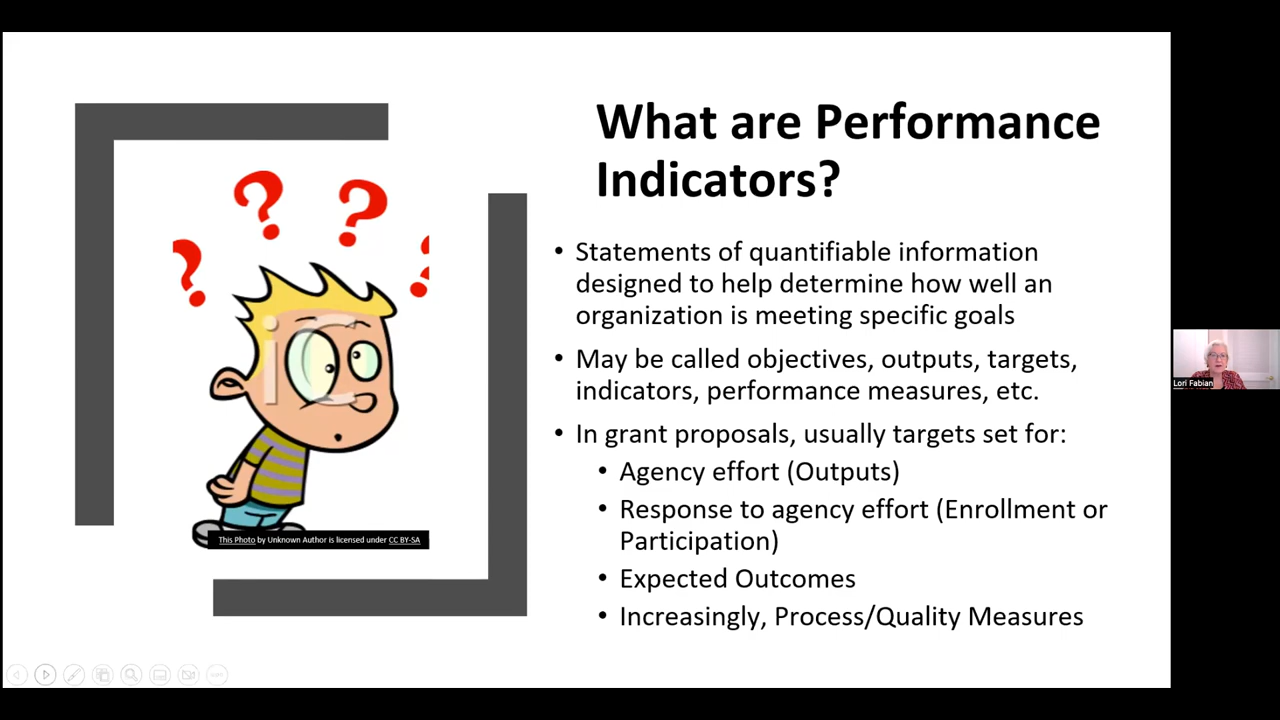 What are Performance
Indicators?
• Statements of quantifiable information
designed to help determine how well an
organization is meeting specific goals
• May be called objectives, outputs, targets,
indicators, performance measures, etc.
• In grant proposals, usually targets set for:
• Agency effort (Outputs)
• Response to agency effort (Enrollment or
Participation)
• Expected Outcomes
• Increasingly, Process/Quality Measures
? ? ? ?
iCL
This Photo by Unknown Author is licensed under CC BY-SA
Lori Fabian